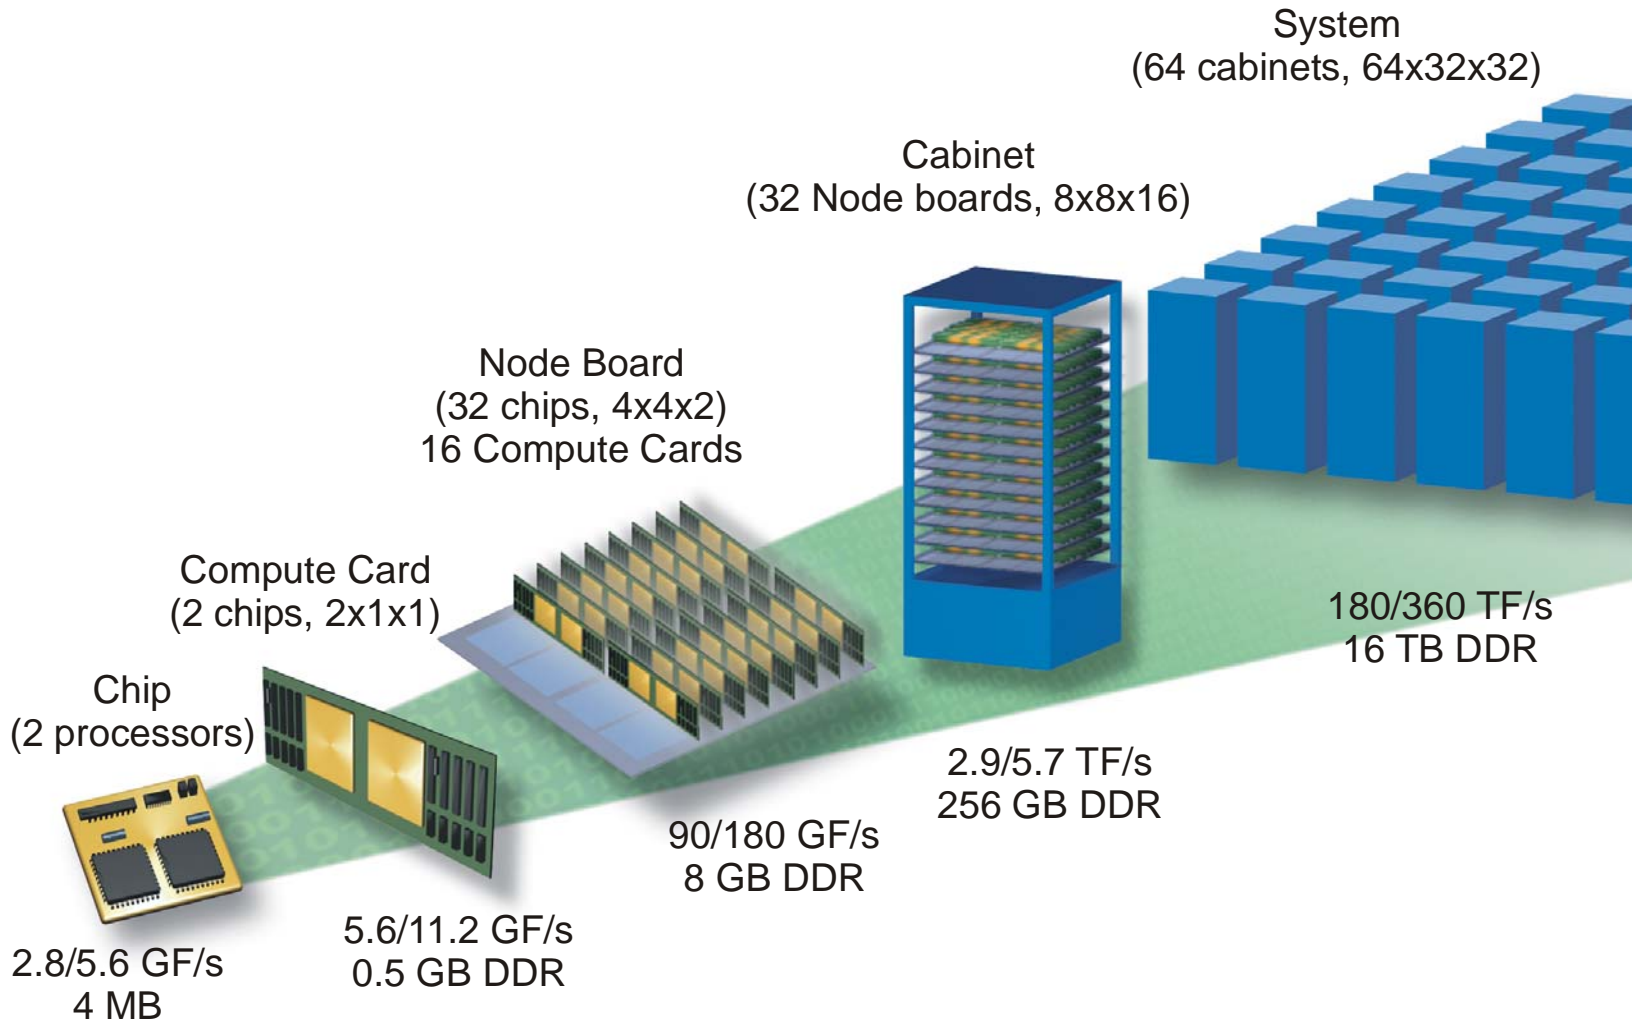 System
(64 cabinets, 64x32x32)
Cabinet
(32 Node boards, 8x8x16)
Node Board
(32 chips, 4x4x2)
16 Compute Cards
Compute Card
(2 chips, 2x1x1)
Chip
(2 processors)
180/360 TF/s
16 TB DDR
2.9/5.7 TF/s
256 GB DDR
90/180 GF/s
8 GB DDR
5.6/11.2 GF/s
0.5 GB DDR
2.8/5.6 GF/s
4 MB